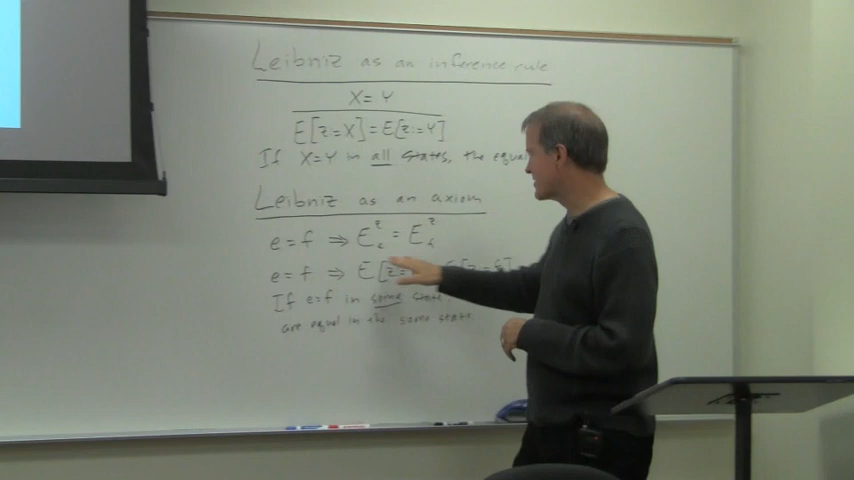 Leibniz as an inference rule
X = Y
E[z:=X] = E[z:=Y]
If X=Y in all states, the equal
Leibniz as an axiom
e = f ⇒ E^z_e = E^z_f
e = f ⇒ E[z:= E[z:=f]
If e=f in some state,
are equal in the same state